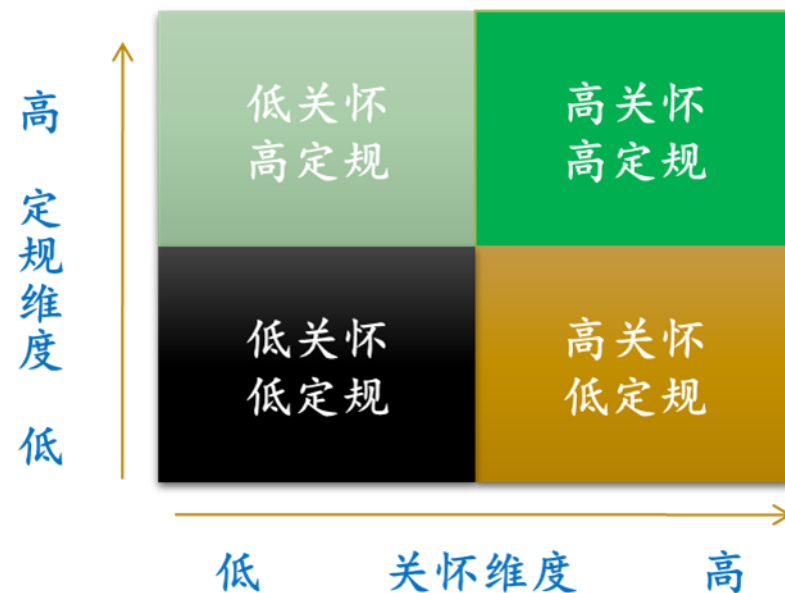 高
定规维度
低
低关怀
高定规
高关怀
高定规
低关怀
低定规
高关怀
低定规
低 关怀维度 高